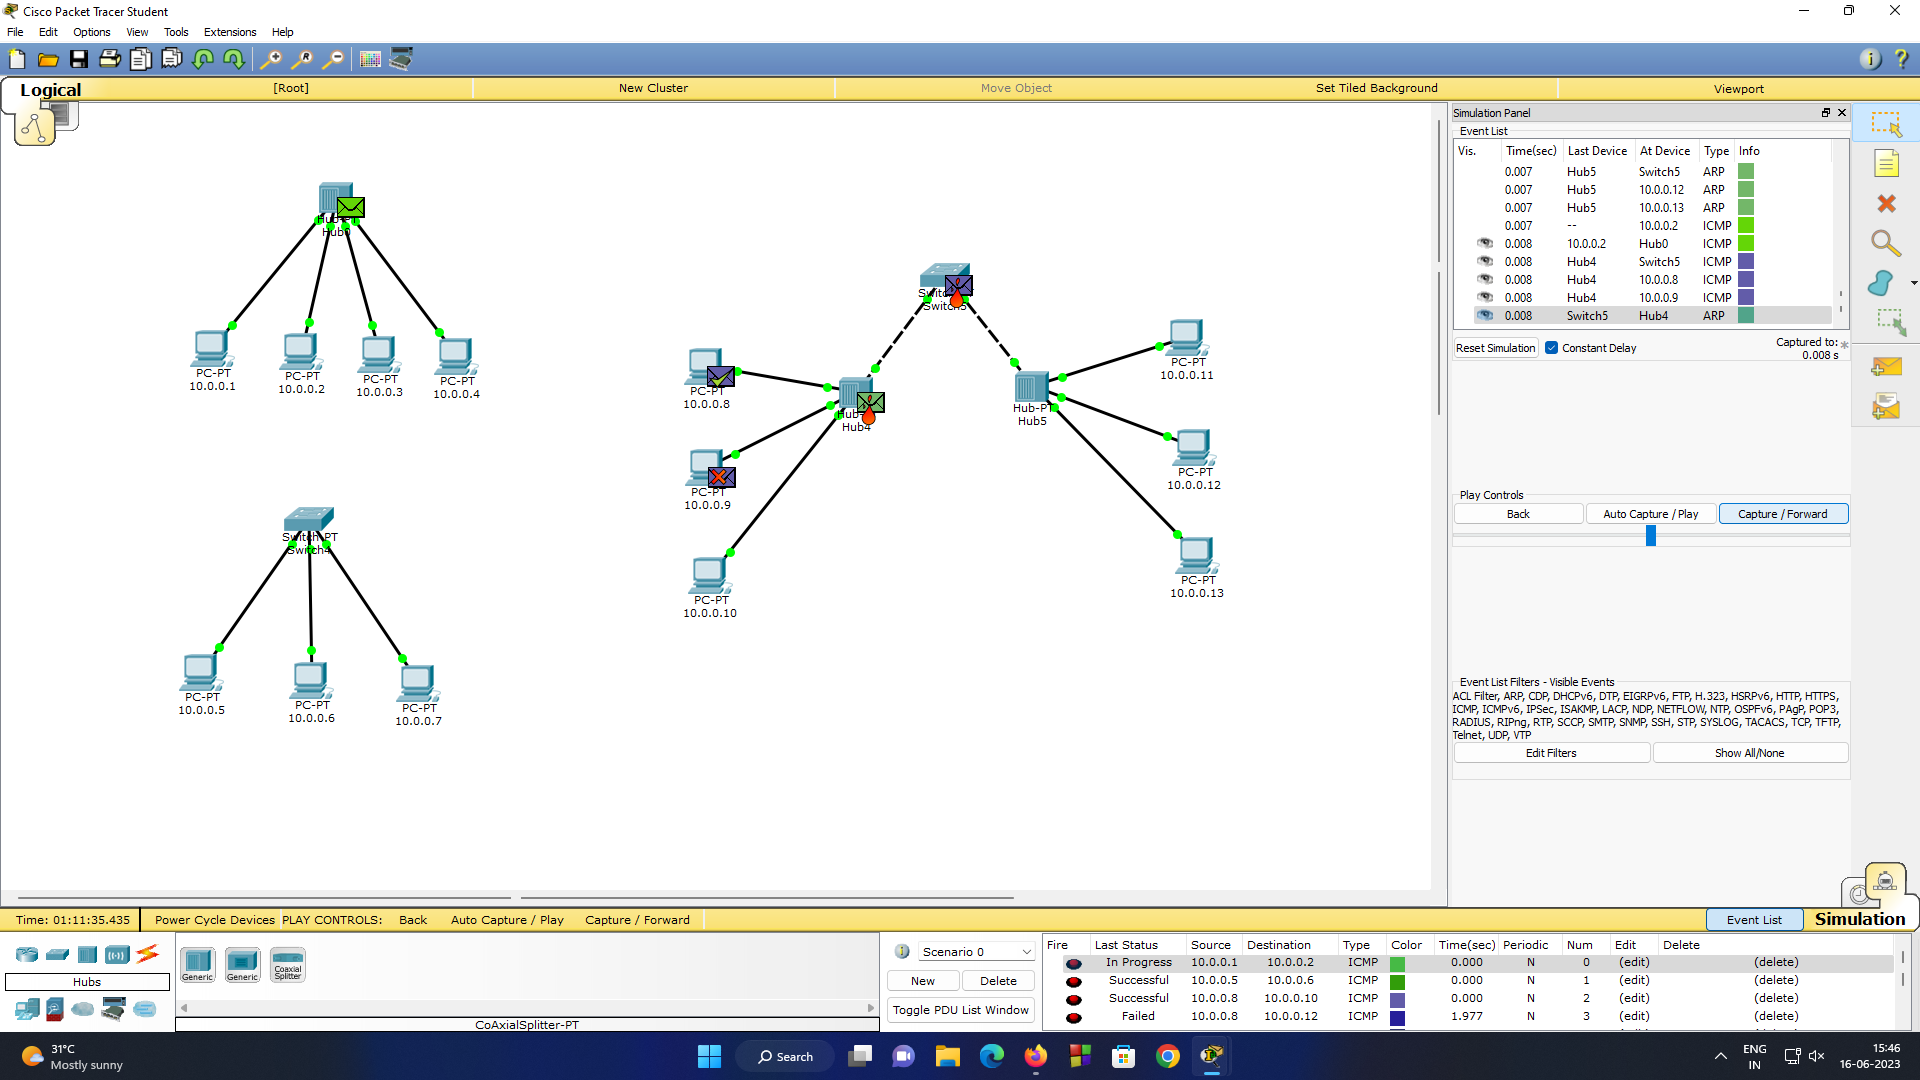 Cisco Packet Tracer Student
File Edit Options View Tools Extensions Help
Logical [Root] New Cluster Move Object Set Tiled Background Viewport
Hub0
PC-PT
10.0.0.1
PC-PT
10.0.0.2
PC-PT
10.0.0.3
PC-PT
10.0.0.4
Switch-PT
Switch4
PC-PT
10.0.0.5
PC-PT
10.0.0.6
PC-PT
10.0.0.7
Switch5
PC-PT
10.0.0.8
Hub4
PC-PT
10.0.0.9
PC-PT
10.0.0.10
Hub-PT
Hub5
PC-PT
10.0.0.11
PC-PT
10.0.0.12
PC-PT
10.0.0.13
Simulation Panel
Event List
Vis. Time(sec) Last Device At Device Type Info
0.007 Hub5 Switch5 ARP
0.007 Hub5 10.0.0.12 ARP
0.007 Hub5 10.0.0.13 ARP
0.007 -- 10.0.0.2 ICMP
0.008 10.0.0.2 Hub0 ICMP
0.008 Hub4 Switch5 ICMP
0.008 Hub4 10.0.0.8 ICMP
0.008 Hub4 10.0.0.9 ICMP
0.008 Switch5 Hub4 ARP
Reset Simulation Constant Delay Captured to: *
0.008 s
Play Controls
Back Auto Capture / Play Capture / Forward
Event List Filters - Visible Events
ACL Filter, ARP, CDP, DHCPv6, DTP, EIGRPv6, FTP, H.323, HSRPv6, HTTP, HTTPS,
ICMP, ICMPv6, IPSec, ISAKMP, LACP, NDP, NETFLOW, NTP, OSPFv6, PAgP, POP3,
RADIUS, RIPng, RTP, SCCP, SMTP, SNMP, SSH, STP, SYSLOG, TACACS, TCP, TFTP,
Telnet, UDP, VTP
Edit Filters Show All/None
Time: 01:11:35.435 Power Cycle Devices PLAY CONTROLS: Back Auto Capture / Play Capture / Forward Event List Simulation
Hubs
Generic Generic Coaxial Splitter
CoAxialSplitter-PT
Scenario 0
New Delete
Toggle PDU List Window
Fire Last Status Source Destination Type Color Time(sec) Periodic Num Edit Delete
In Progress 10.0.0.1 10.0.0.2 ICMP 0.000 N 0 (edit) (delete)
Successful 10.0.0.5 10.0.0.6 ICMP 0.000 N 1 (edit) (delete)
Successful 10.0.0.8 10.0.0.10 ICMP 0.000 N 2 (edit) (delete)
Failed 10.0.0.8 10.0.0.12 ICMP 1.977 N 3 (edit) (delete)
31°C
Mostly sunny
Search
ENG
IN
15:46
16-06-2023